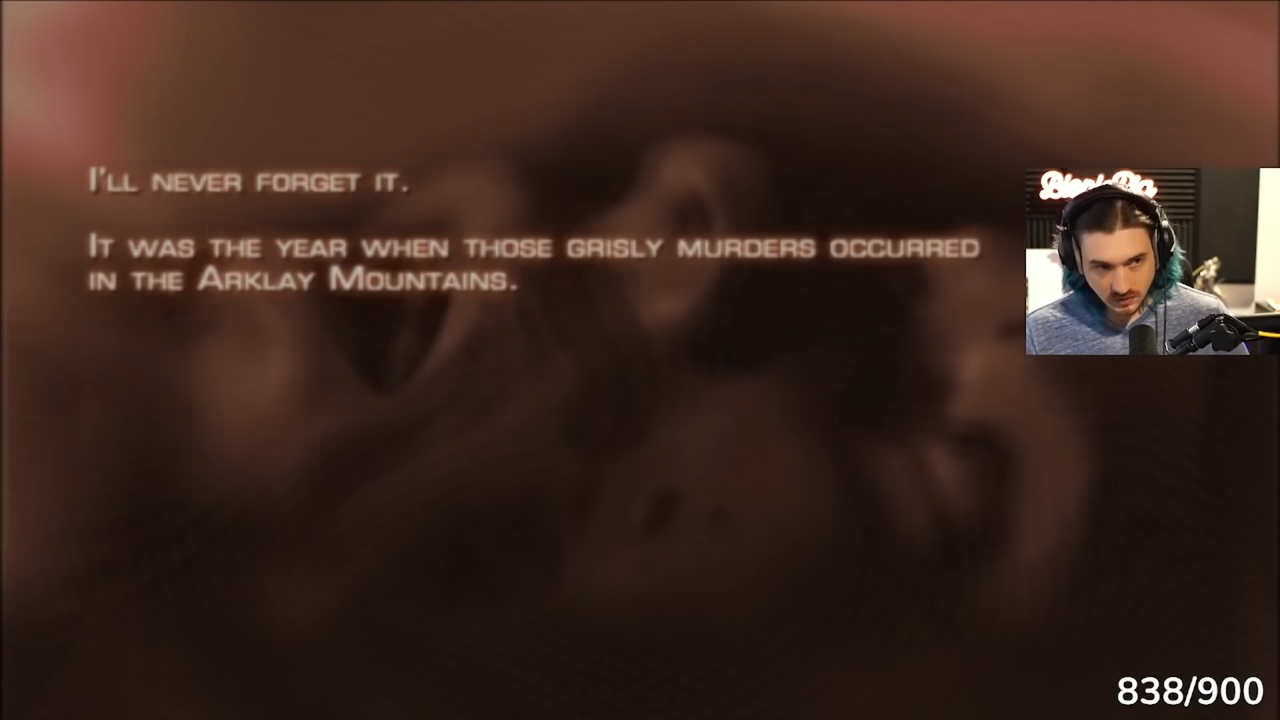 I'll never forget it.
It was the year when those grisly murders occurred
in the Arklay Mountains.
838/900